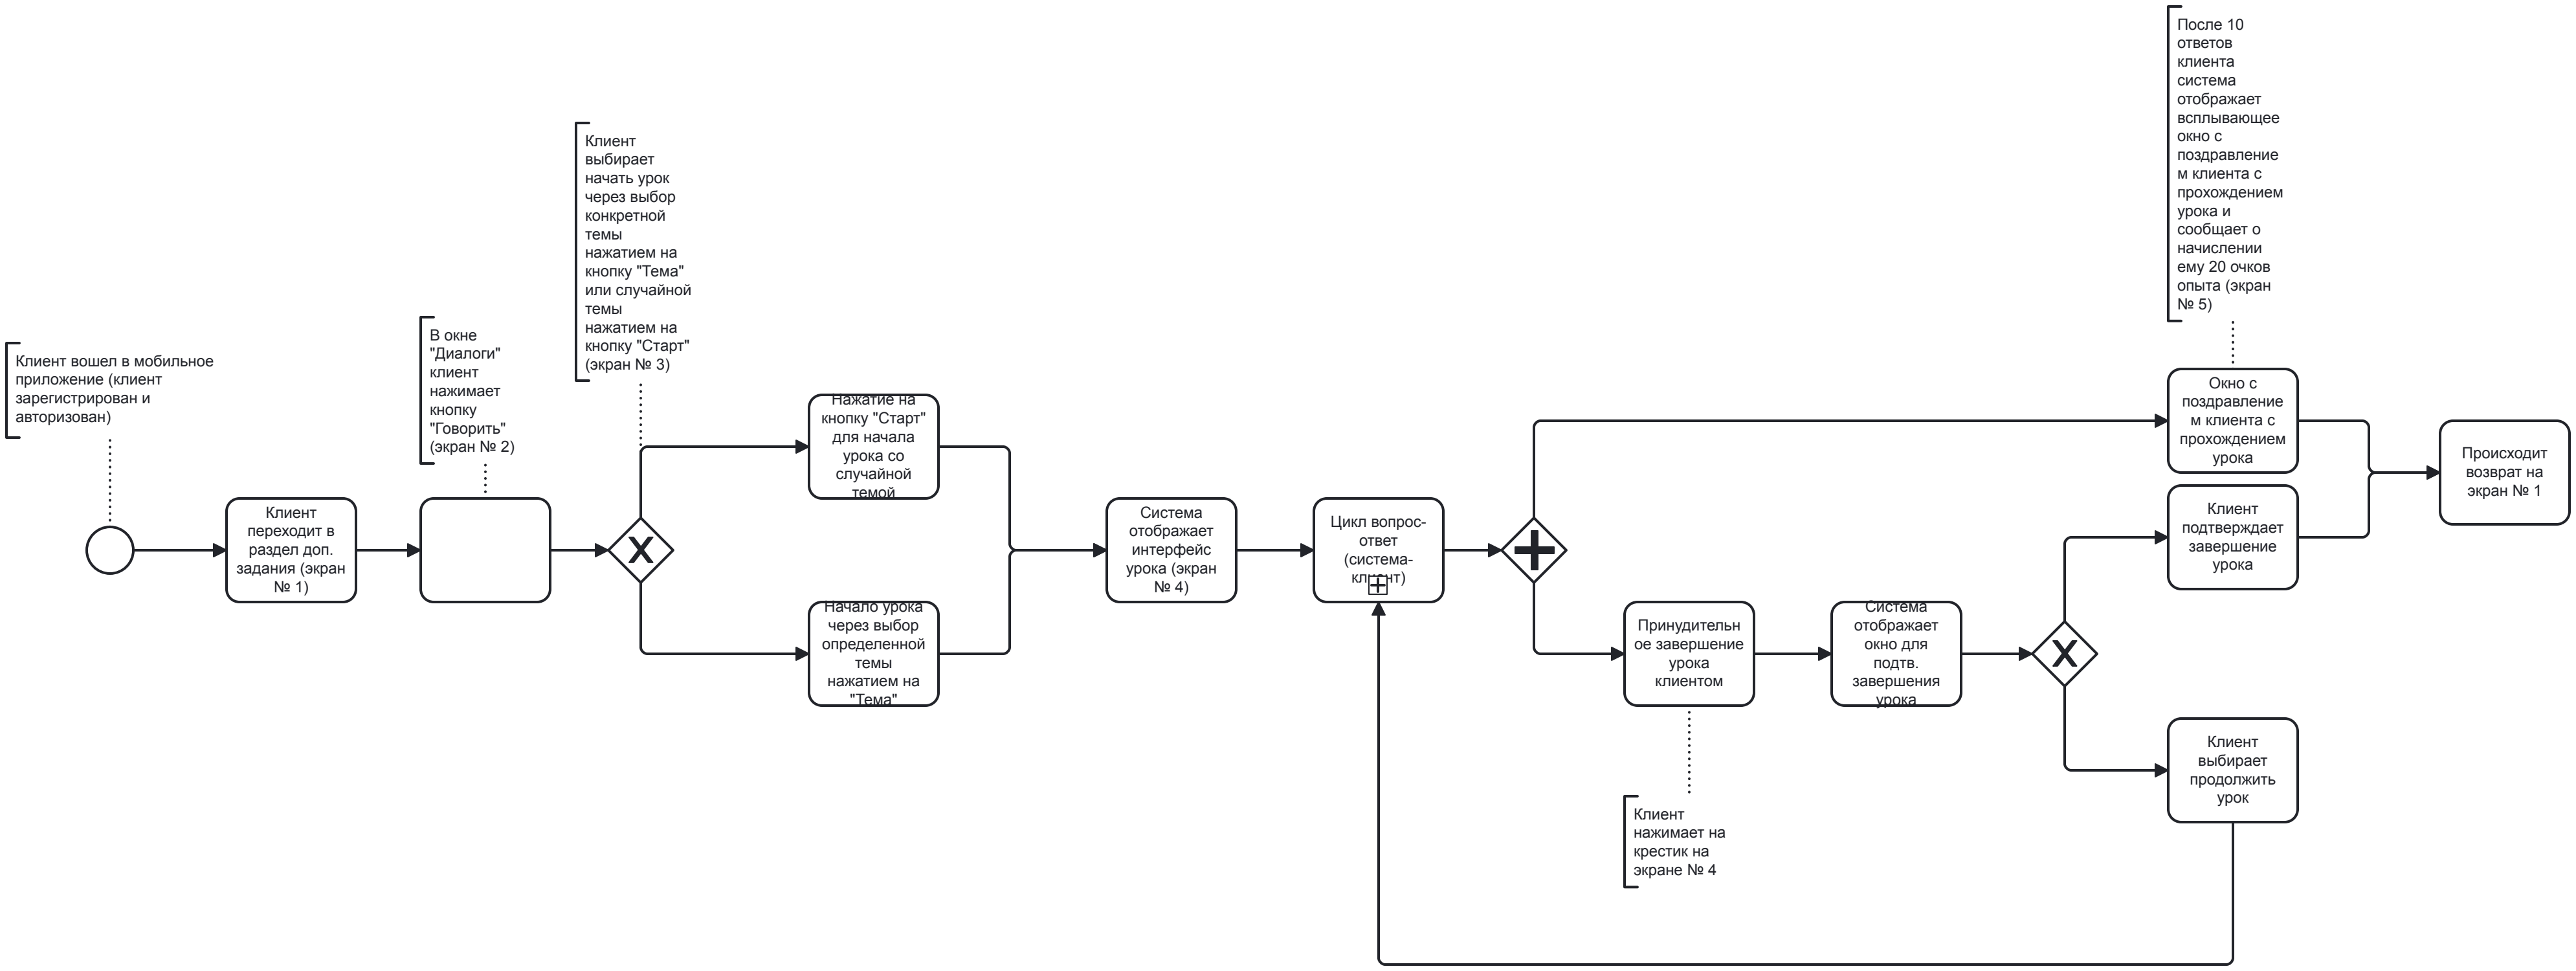 Клиент вошел в мобильное
приложение (клиент
зарегистрирован и
авторизован)
Клиент
переходит в
раздел доп.
задания (экран
№ 1)
В окне
"Диалоги"
клиент
нажимает
кнопку
"Говорить"
(экран № 2)
Клиент
выбирает
начать урок
через выбор
конкретной
темы
нажатием на
кнопку "Тема"
или случайной
темы
нажатием на
кнопку "Старт"
(экран № 3)
X
Нажатие на
кнопку "Старт"
для начала
урока со
случайной
темой
Начало урока
через выбор
определенной
темы
нажатием на
"Тема"
Система
отображает
интерфейс
урока (экран
№ 4)
Цикл вопрос-
ответ
(система-
клиент)
После 10
ответов
клиента
система
отображает
всплывающее
окно с
поздравление
м клиента с
прохождением
урока и
сообщает о
начислении
ему 20 очков
опыта (экран
№ 5)
Окно с
поздравление
м клиента с
прохождением
урока
Принудительн
ое завершение
урока
клиентом
Клиент
нажимает на
крестик на
экране № 4
Система
отображает
окно для
подтв.
завершения
урока
X
Клиент
подтверждает
завершение
урока
Клиент
выбирает
продолжить
урок
Происходит
возврат на
экран № 1